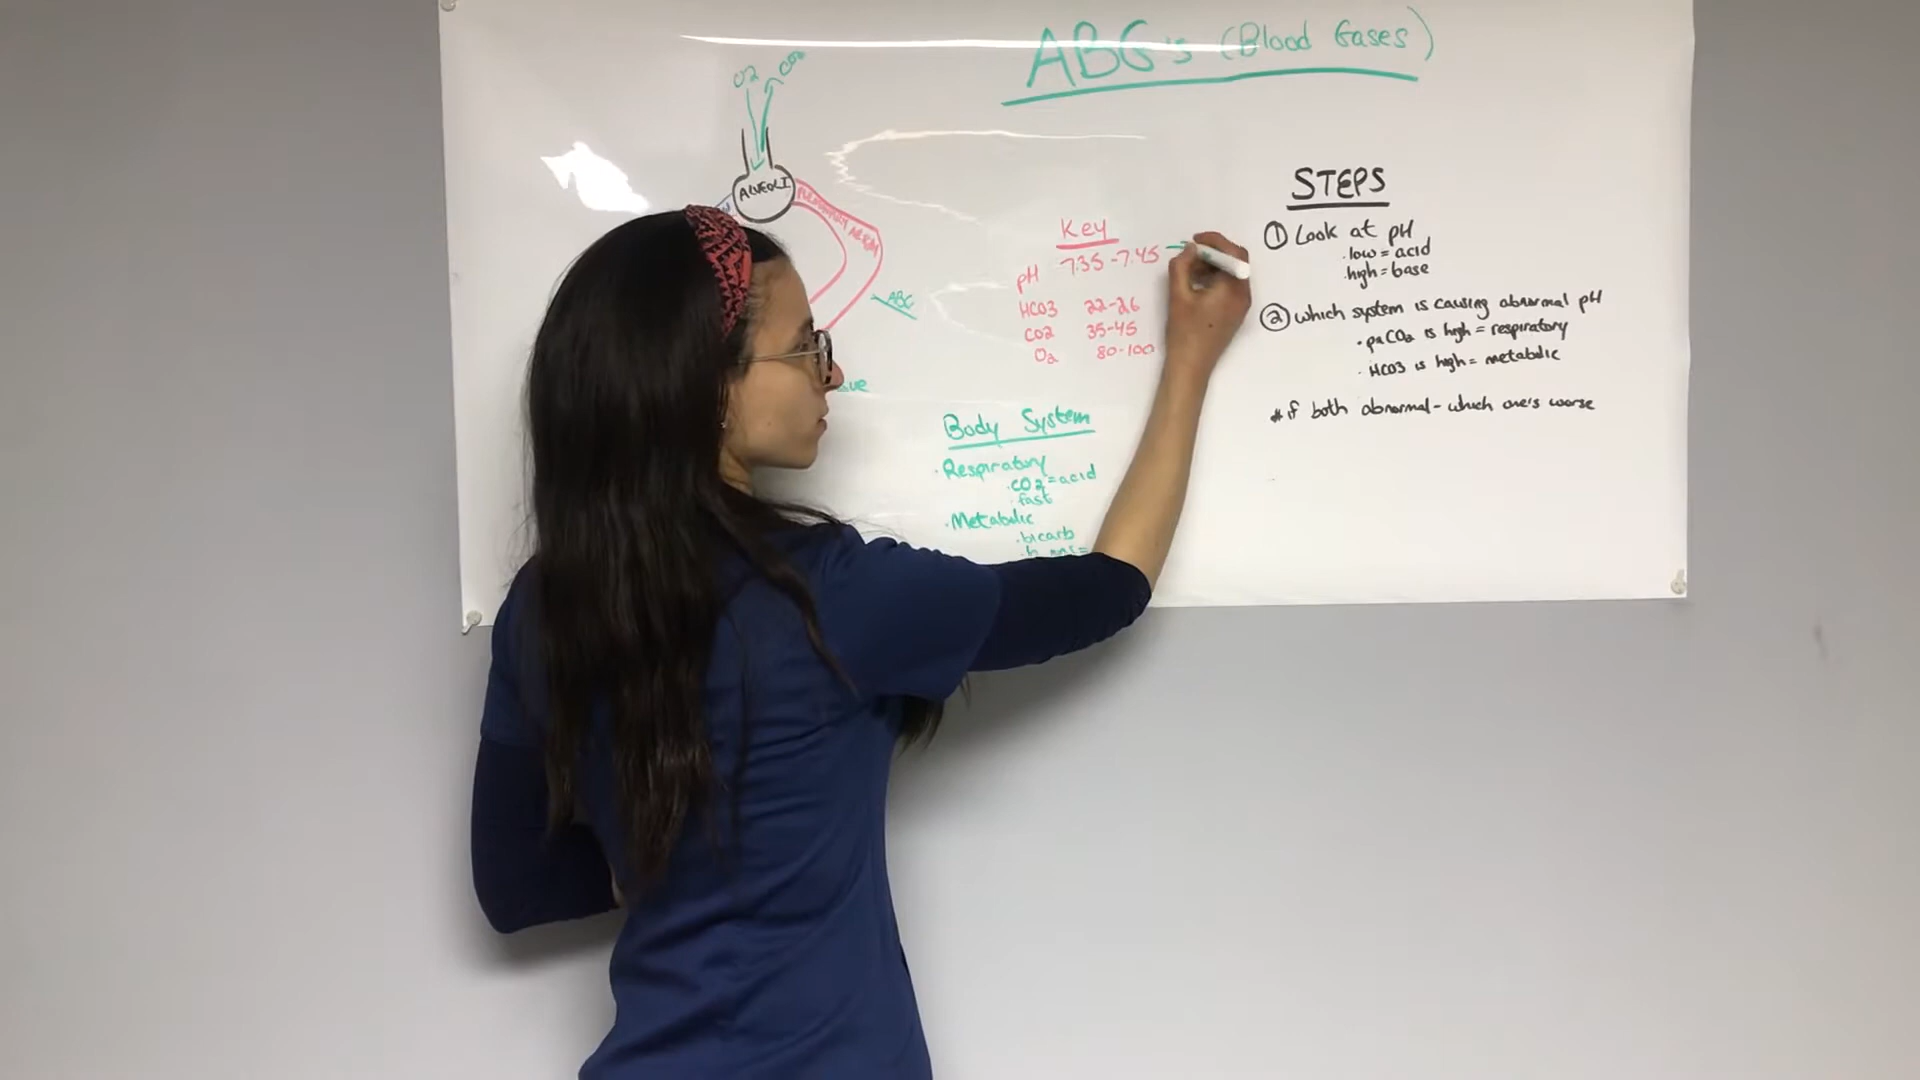 ABG's (Blood Gases)
O2 CO2
ALVEOLI
PULMONARY
Key
pH 7.35-7.45
HCO3 22-26
CO2 35-45
O2 80-100
ABG
Body System
· Respiratory
· CO2 = acid
· fast
· Metabolic
· bicarb
STEPS
① Look at pH
· low = acid
· high = base
② which system is causing abnormal pH
· paCO2 is high = respiratory
· HCO3 is high = metabolic
* if both abnormal - which one's worse